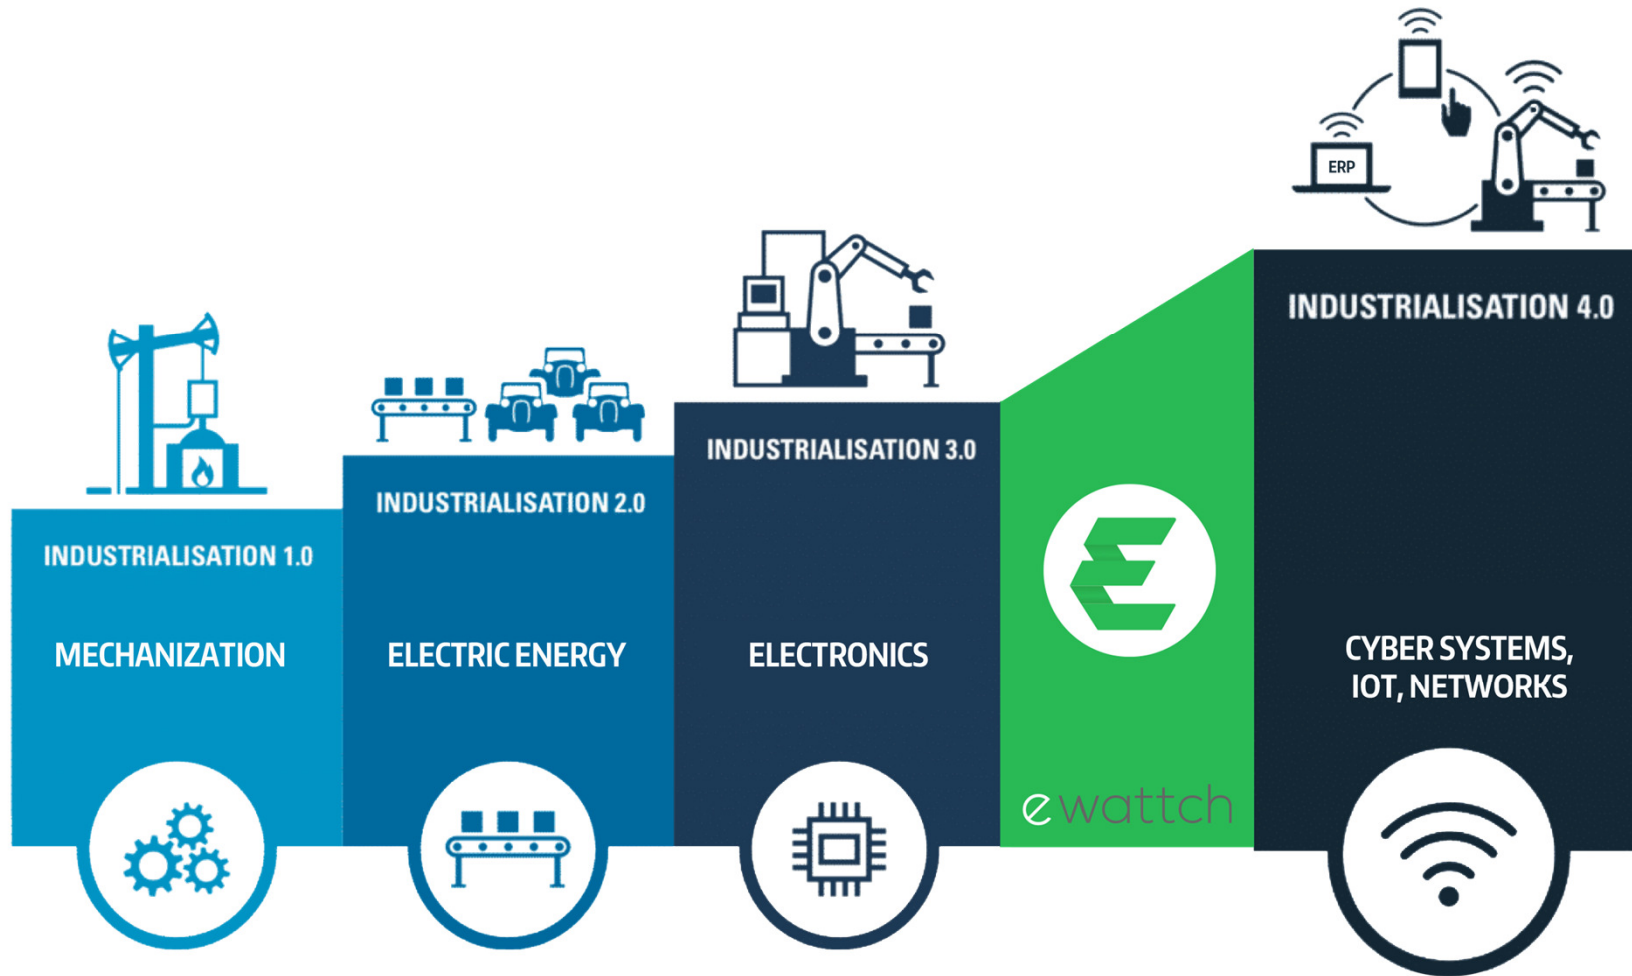 ERP
INDUSTRIALISATION 1.0
MECHANIZATION
INDUSTRIALISATION 2.0
ELECTRIC ENERGY
INDUSTRIALISATION 3.0
ELECTRONICS
E
ewattch
INDUSTRIALISATION 4.0
CYBER SYSTEMS,
IOT, NETWORKS